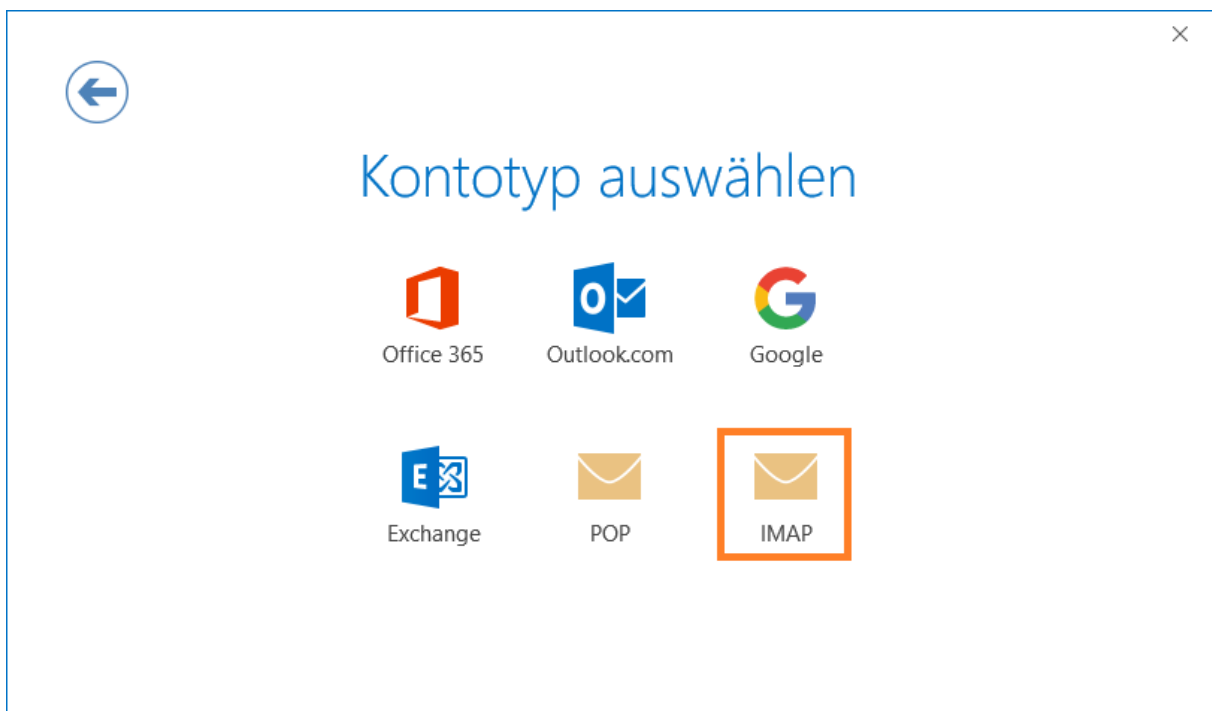 Kontotyp auswählen
Office 365
Outlook.com
Google
Exchange
POP
IMAP